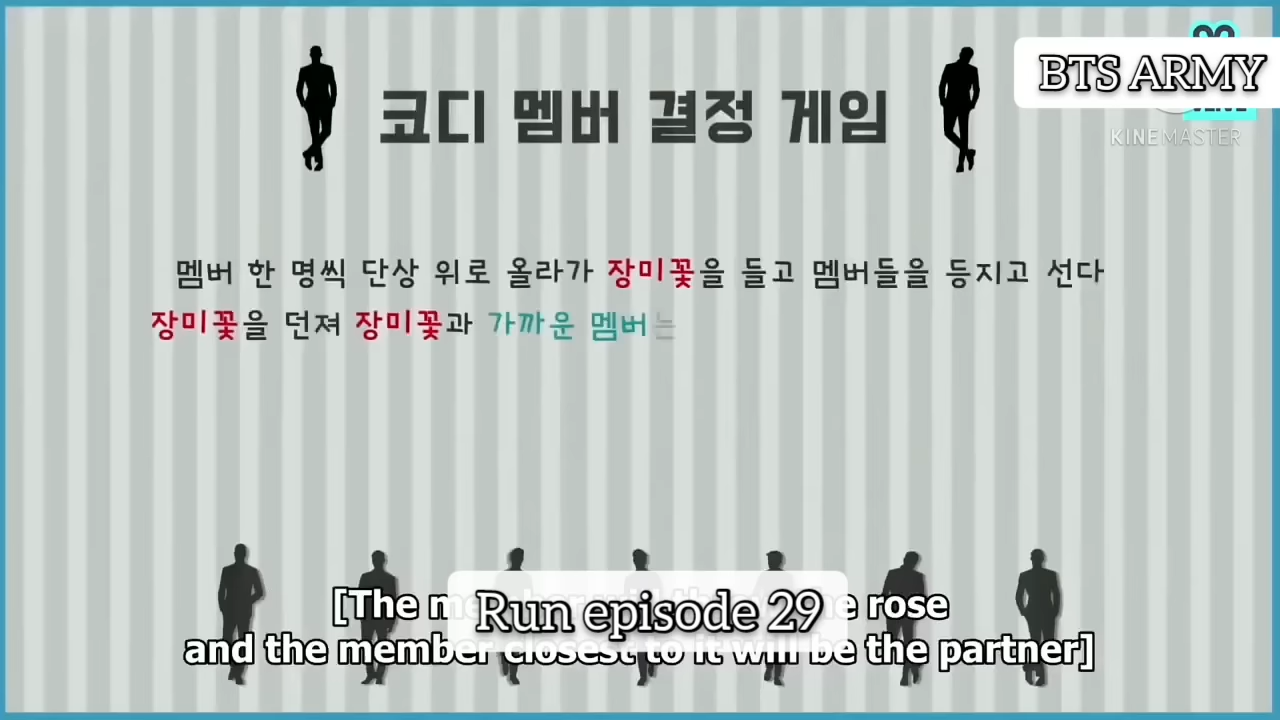 BTS ARMY
코디 멤버 결정 게임
KINEMASTER
멤버 한 명씩 단상 위로 올라가 장미꽃을 들고 멤버들을 등지고 선다
장미꽃을 던져 장미꽃과 가까운 멤버는
Run episode 29
[The rose
and the member closest to it will be the partner]